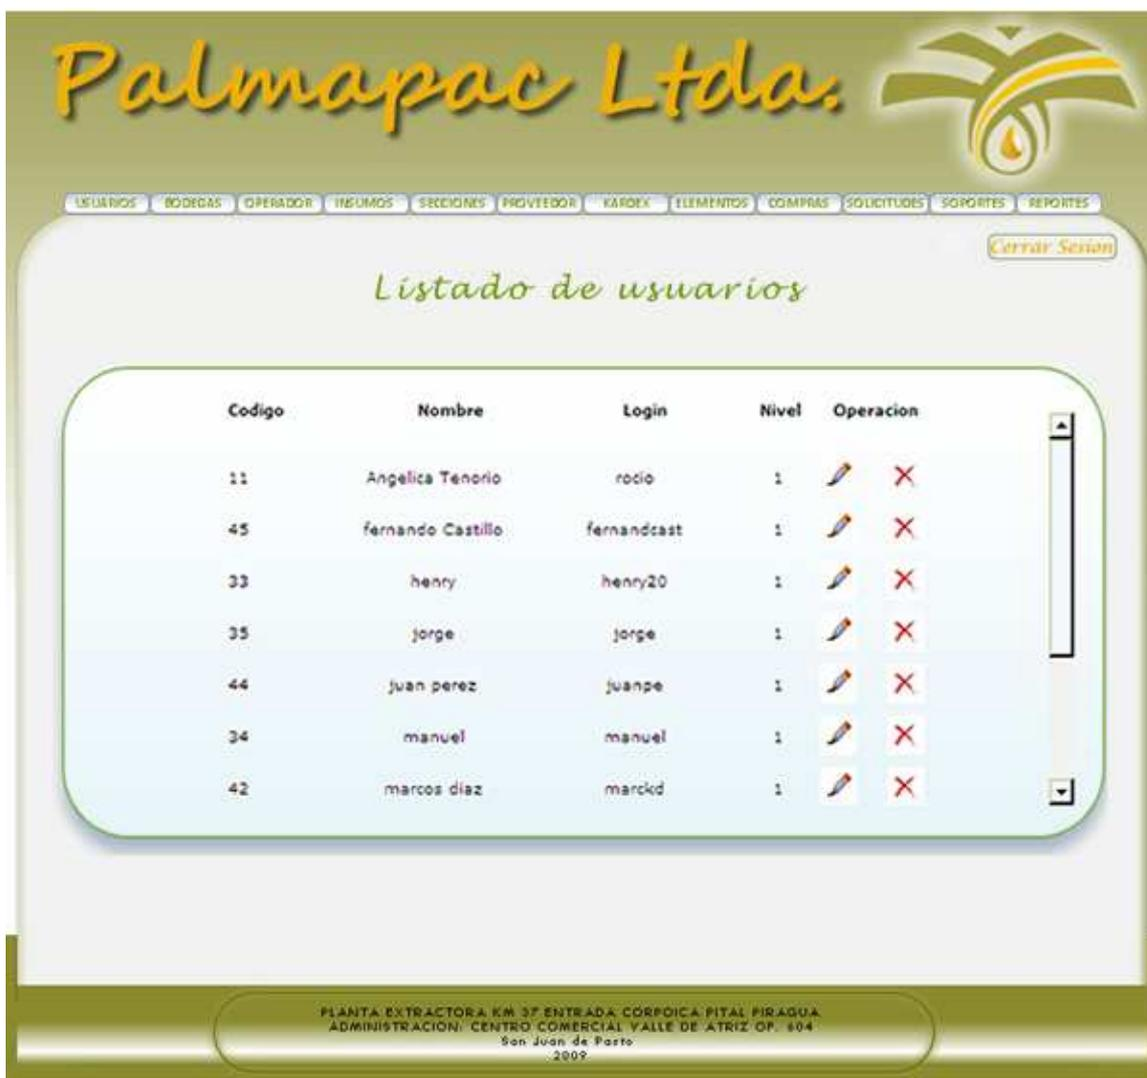 Palmapac Ltda.
USUARIOS BODEGAS OPERADOR INSUMOS SECCIONES PROVEEDOR KARDEX ELEMENTOS COMPRAS SOLICITUDES SOPORTES REPORTES
Cerrar Sesion
Listado de usuarios
Codigo Nombre Login Nivel Operacion
11 Angelica Tenorio rocio 1
45 fernando Castillo fernandcast 1
33 henry henry20 1
35 jorge jorge 1
44 juan perez juanpe 1
34 manuel manuel 1
42 marcos diaz marckd 1
PLANTA EXTRACTORA KM 37 ENTRADA CORPOICA PITAL PIRAGUA
ADMINISTRACION: CENTRO COMERCIAL VALLE DE ATRIZ OF. 604
San Juan de Pasto
2009